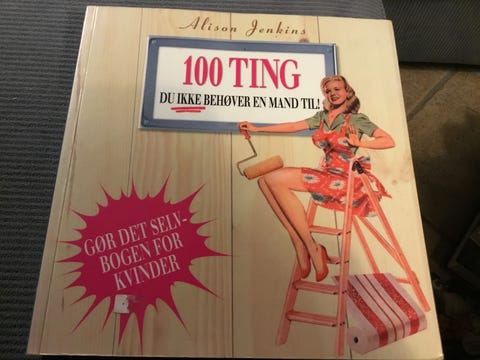 Alison Jenkins
100 TING
DU IKKE BEHØVER EN MAND TIL!
GØR DET SELV-
BOGEN FOR
KVINDER